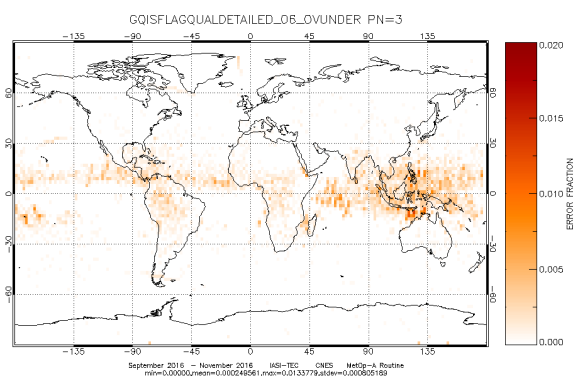 GQISFLAGQUALDETAILED_06_OVUNDER PN=3
-135 -90 -45 0 45 90 135
60 60
30 30
0 0
-30 -30
-60 -60
-135 -90 -45 0 45 90 135
0.020
0.015
0.010
0.005
0.000
ERROR FRACTION
September 2016 - November 2016 IASI-TEC CNES MetOp-A Routine
min=0.00000,mean=0.000249561,max=0.0133779,stdev=0.000805189